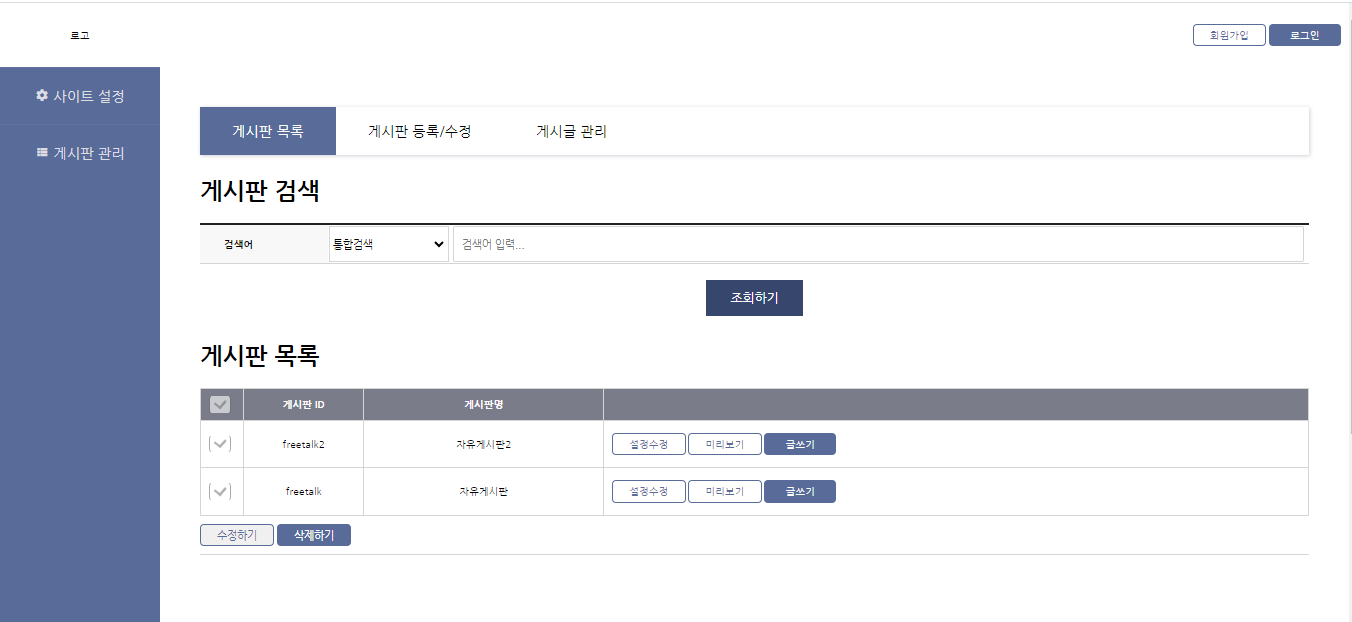 로고
회원가입 로그인
사이트 설정
게시판 관리
게시판 목록 게시판 등록/수정 게시글 관리
게시판 검색
검색어 통합검색 검색어 입력...
조회하기
게시판 목록
게시판 ID 게시판명
freetalk2 자유게시판2 설정수정 미리보기 글쓰기
freetalk 자유게시판 설정수정 미리보기 글쓰기
수정하기 삭제하기